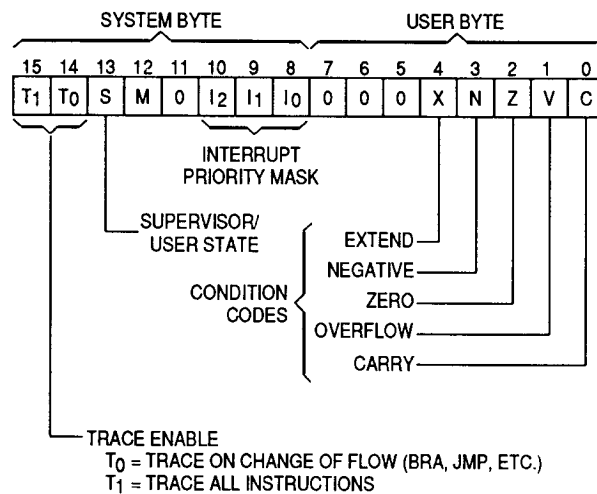 SYSTEM BYTE USER BYTE
15 14 13 12 11 10 9 8 7 6 5 4 3 2 1 0
T1 T0 S M 0 I2 I1 I0 0 0 0 X N Z V C
INTERRUPT
PRIORITY MASK
SUPERVISOR/
USER STATE
CONDITION
CODES
EXTEND
NEGATIVE
ZERO
OVERFLOW
CARRY
TRACE ENABLE
T0 = TRACE ON CHANGE OF FLOW (BRA, JMP, ETC.)
T1 = TRACE ALL INSTRUCTIONS